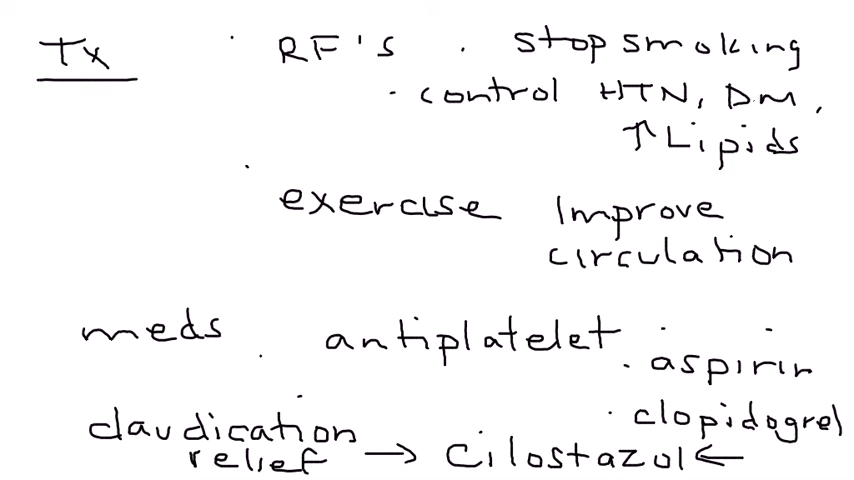 Tx · RF's · stop smoking
· control HTN, DM,
↑ Lipids
· exercise improve
circulation
meds · antiplatelet · aspirin
· clopidogrel
claudication
relief → cilostazol ←